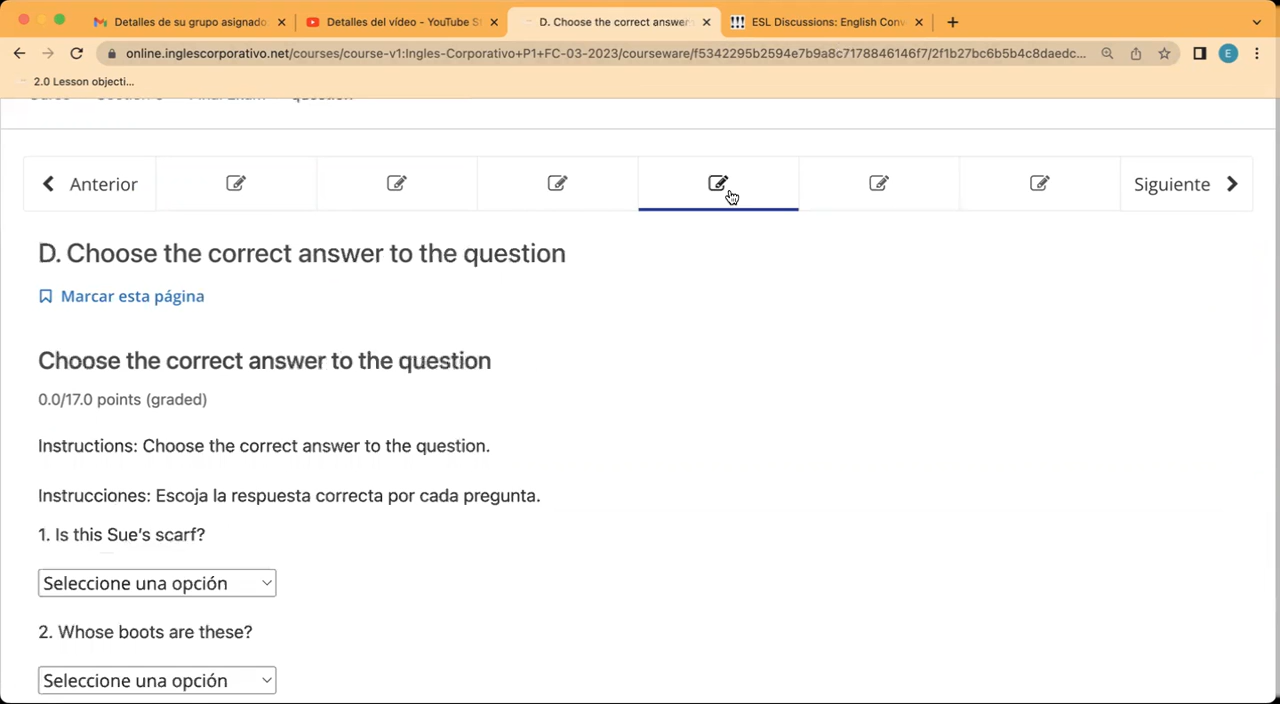 Detalles de su grupo asignado
Detalles del vídeo - YouTube St
D. Choose the correct answer
ESL Discussions: English Conv
online.inglescorporativo.net/courses/course-v1:Ingles-Corporativo+P1+FC-03-2023/courseware/f5342295b2594e7b9a8c7178846146f7/2f1b27bc6b5b4c8daedc...
E
2.0 Lesson objecti...
Anterior
Siguiente
D. Choose the correct answer to the question
Marcar esta página
Choose the correct answer to the question
0.0/17.0 points (graded)
Instructions: Choose the correct answer to the question.
Instrucciones: Escoja la respuesta correcta por cada pregunta.
1. Is this Sue's scarf?
Seleccione una opción
2. Whose boots are these?
Seleccione una opción